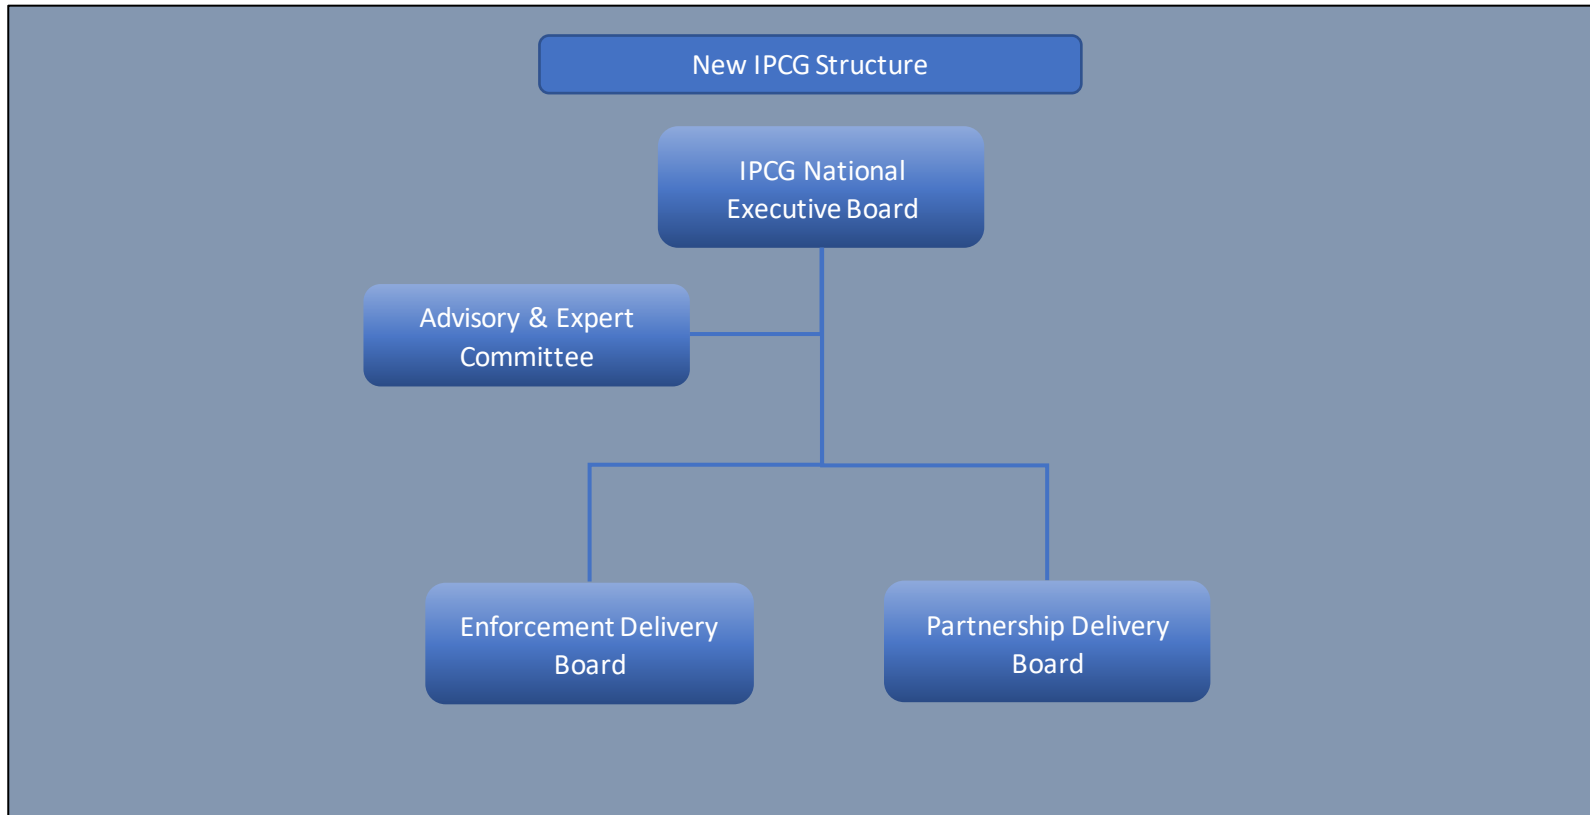 New IPCG Structure
IPCG National
Executive Board
Advisory & Expert
Committee
Enforcement Delivery
Board
Partnership Delivery
Board